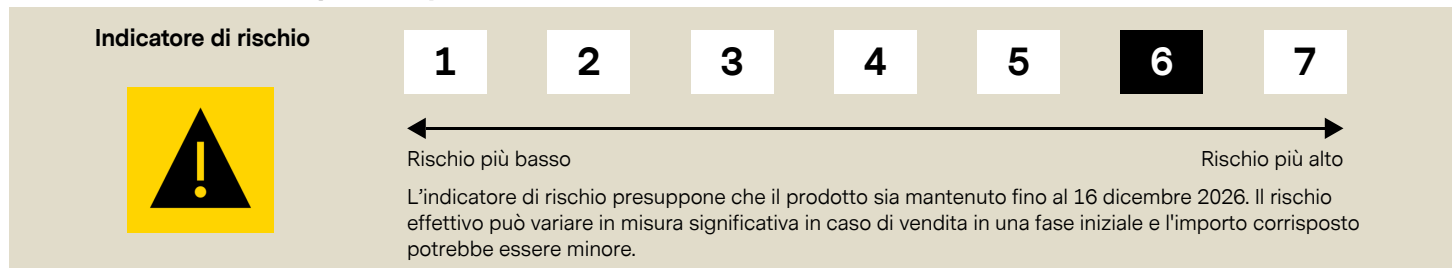 Indicatore di rischio
1 2 3 4 5 6 7
Rischio più basso Rischio più alto
L'indicatore di rischio presuppone che il prodotto sia mantenuto fino al 16 dicembre 2026. Il rischio
effettivo può variare in misura significativa in caso di vendita in una fase iniziale e l'importo corrisposto
potrebbe essere minore.